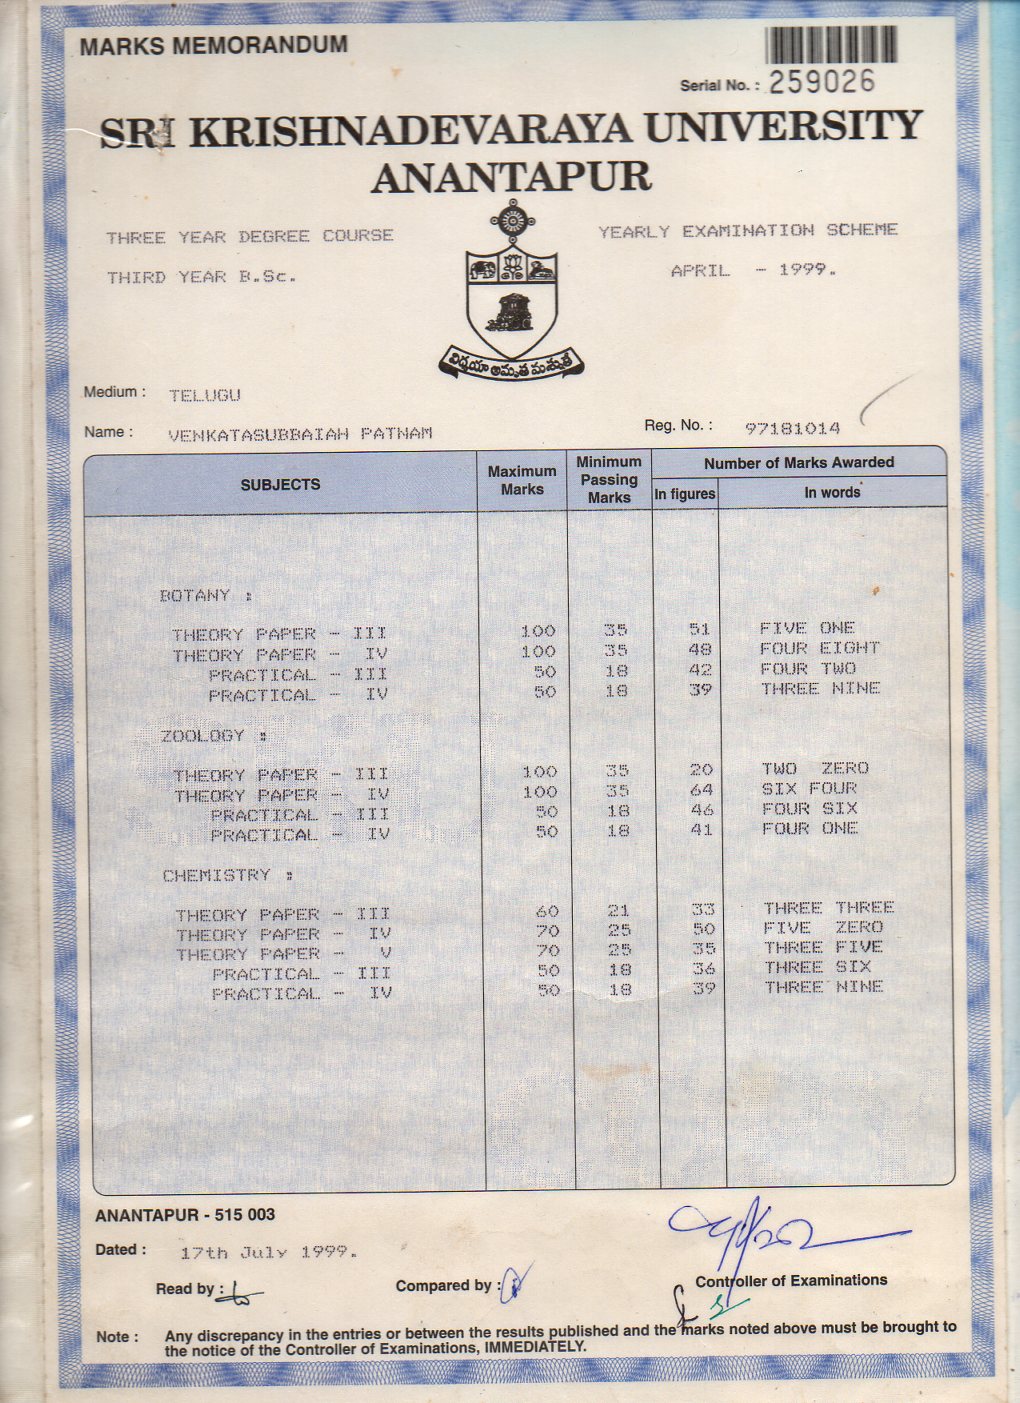 MARKS MEMORANDUM
Serial No. : 259026
SRI KRISHNADEVARAYA UNIVERSITY
ANANTAPUR
THREE YEAR DEGREE COURSE
YEARLY EXAMINATION SCHEME
THIRD YEAR B.Sc.
APRIL - 1999.
విద్యయా అమృత మశ్నుతే
Medium : TELUGU
Name : VENKATASUBBAIAH PATNAM Reg. No. : 97181014
SUBJECTS Maximum Marks Minimum Passing Marks Number of Marks Awarded
In figures In words
BOTANY :
THEORY PAPER - III 100 35 51 FIVE ONE
THEORY PAPER - IV 100 35 48 FOUR EIGHT
PRACTICAL - III 50 18 42 FOUR TWO
PRACTICAL - IV 50 18 39 THREE NINE
ZOOLOGY :
THEORY PAPER - III 100 35 20 TWO ZERO
THEORY PAPER - IV 100 35 64 SIX FOUR
PRACTICAL - III 50 18 46 FOUR SIX
PRACTICAL - IV 50 18 41 FOUR ONE
CHEMISTRY :
THEORY PAPER - III 60 21 33 THREE THREE
THEORY PAPER - IV 70 25 50 FIVE ZERO
THEORY PAPER - V 70 25 35 THREE FIVE
PRACTICAL - III 50 18 36 THREE SIX
PRACTICAL - IV 50 18 39 THREE NINE
ANANTAPUR - 515 003
Dated : 17th July 1999.
Read by : Compared by : Controller of Examinations
Note : Any discrepancy in the entries or between the results published and the marks noted above must be brought to
the notice of the Controller of Examinations, IMMEDIATELY.